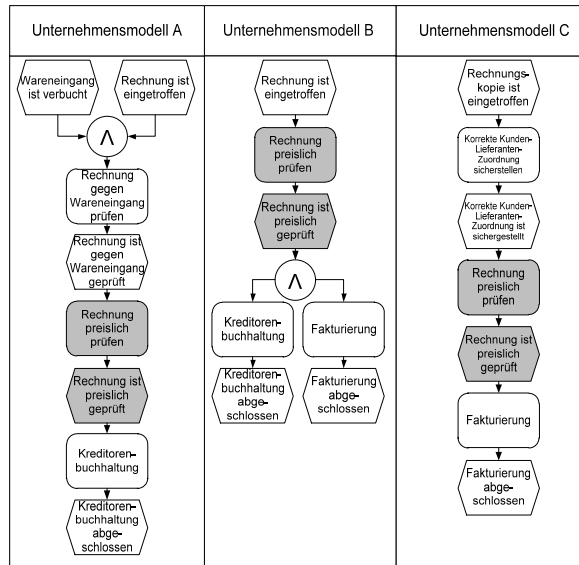 Unternehmensmodell A
Wareneingang
ist verbucht
Rechnung ist
eingetroffen
Λ
Rechnung
gegen
Wareneingang
prüfen
Rechnung ist
gegen
Wareneingang
geprüft
Rechnung
preislich
prüfen
Rechnung ist
preislich
geprüft
Kreditoren-
buchhaltung
Kreditoren-
buchhaltung
abge-
schlossen
Unternehmensmodell B
Rechnung ist
eingetroffen
Rechnung
preislich
prüfen
Rechnung ist
preislich
geprüft
Λ
Kreditoren-
buchhaltung
Fakturierung
Kreditoren-
buchhaltung
abge-
schlossen
Fakturierung
abge-
schlossen
Unternehmensmodell C
Rechnungs-
kopie ist
eingetroffen
Korrekte Kunden-
Lieferanten-
Zuordnung
sicherstellen
Korrekte Kunden-
Lieferanten-
Zuordnung ist
sichergestellt
Rechnung
preislich
prüfen
Rechnung ist
preislich
geprüft
Fakturierung
Fakturierung
abge-
schlossen